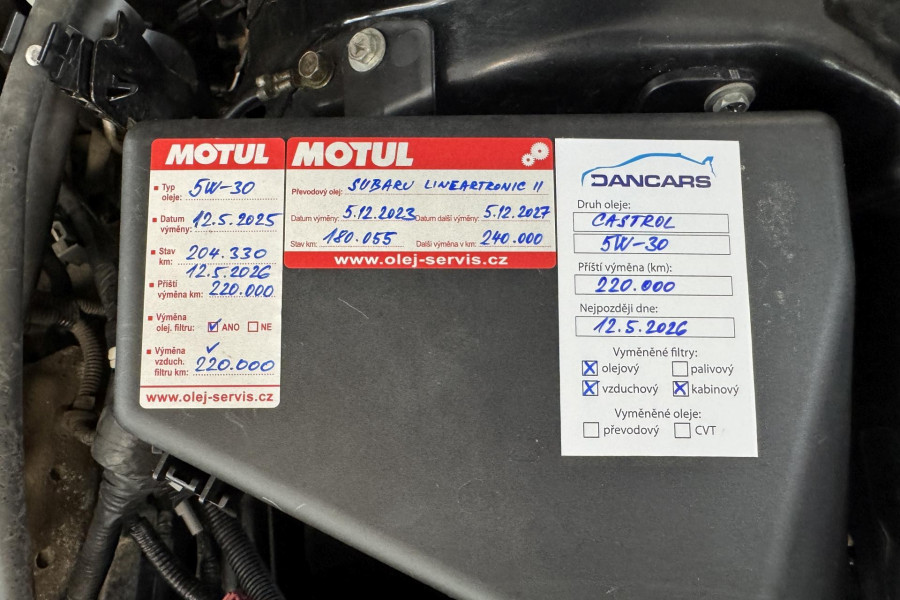 MOTUL
Typ oleje: 5W-30
Datum výměny: 12.5.2025
Stav km: 204.330
12.5.2026
Příští výměna km: 220.000
Výměna olej. filtru: ANO NE
Výměna vzduch. filtru km: 220.000
www.olej-servis.cz
MOTUL
Převodový olej: SUBARU LINEARTRONIC II
Datum výměny: 5.12.2023 Datum další výměny: 5.12.2027
Stav km: 180.055 Další výměna v km: 240.000
www.olej-servis.cz
DANCARS
Druh oleje:
CASTROL
5W-30
Příští výměna (km):
220.000
Nejpozději dne:
12.5.2026
Vyměněné filtry:
olejový palivový
vzduchový kabinový
Vyměněné oleje:
převodový CVT